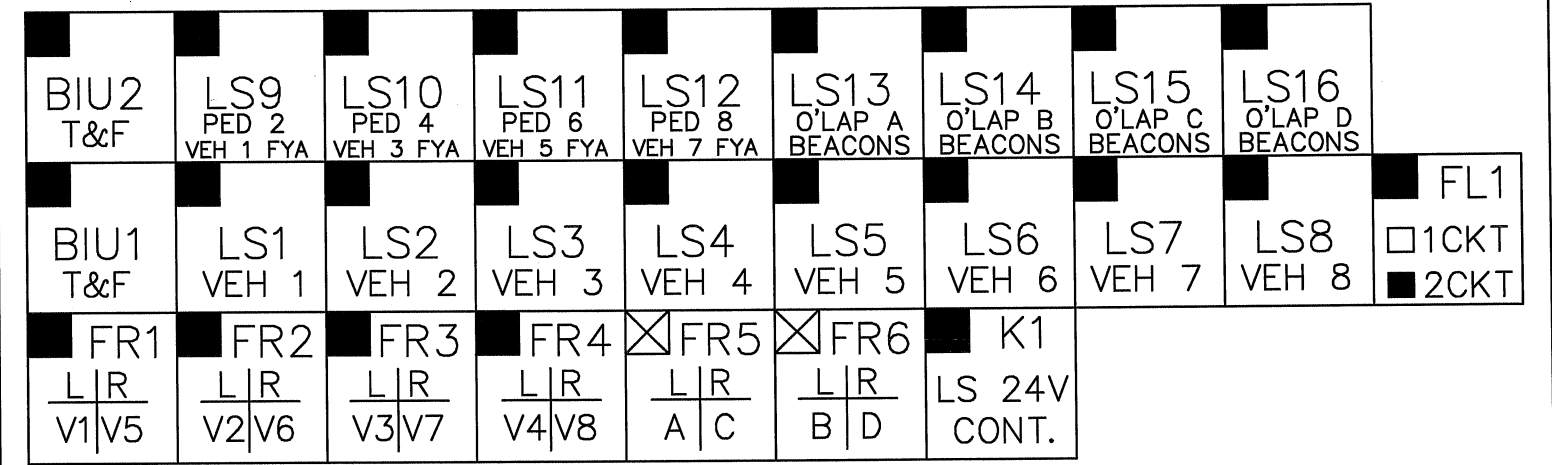 BIU2
T&F
LS9
PED 2
VEH 1 FYA
LS10
PED 4
VEH 3 FYA
LS11
PED 6
VEH 5 FYA
LS12
PED 8
VEH 7 FYA
LS13
O'LAP A
BEACONS
LS14
O'LAP B
BEACONS
LS15
O'LAP C
BEACONS
LS16
O'LAP D
BEACONS
BIU1
T&F
LS1
VEH 1
LS2
VEH 2
LS3
VEH 3
LS4
VEH 4
LS5
VEH 5
LS6
VEH 6
LS7
VEH 7
LS8
VEH 8
FL1
1CKT
2CKT
FR1
L R
V1 V5
FR2
L R
V2 V6
FR3
L R
V3 V7
FR4
L R
V4 V8
FR5
L R
A C
FR6
L R
B D
K1
LS 24V
CONT.